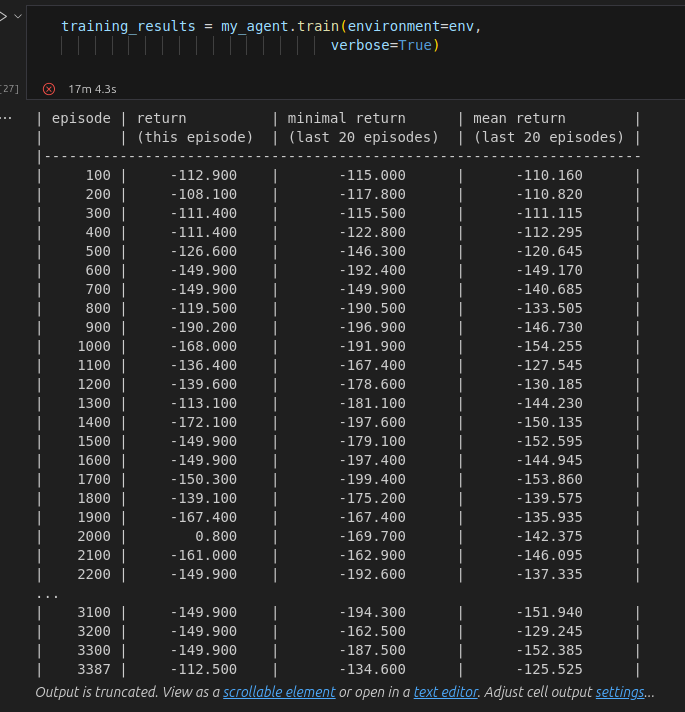 training_results = my_agent.train(environment=env,
verbose=True)
[27] 17m 4.3s
... | episode | return | minimal return | mean return |
| | (this episode) | (last 20 episodes) | (last 20 episodes) |
|---------------------------------------------------------------------
| 100 | -112.900 | -115.000 | -110.160 |
| 200 | -108.100 | -117.800 | -110.820 |
| 300 | -111.400 | -115.500 | -111.115 |
| 400 | -111.400 | -122.800 | -112.295 |
| 500 | -126.600 | -146.300 | -120.645 |
| 600 | -149.900 | -192.400 | -149.170 |
| 700 | -149.900 | -149.900 | -140.685 |
| 800 | -119.500 | -190.500 | -133.505 |
| 900 | -190.200 | -196.900 | -146.730 |
| 1000 | -168.000 | -191.900 | -154.255 |
| 1100 | -136.400 | -167.400 | -127.545 |
| 1200 | -139.600 | -178.600 | -130.185 |
| 1300 | -113.100 | -181.100 | -144.230 |
| 1400 | -172.100 | -197.600 | -150.135 |
| 1500 | -149.900 | -179.100 | -152.595 |
| 1600 | -149.900 | -197.400 | -144.945 |
| 1700 | -150.300 | -199.400 | -153.860 |
| 1800 | -139.100 | -175.200 | -139.575 |
| 1900 | -167.400 | -167.400 | -135.935 |
| 2000 | 0.800 | -169.700 | -142.375 |
| 2100 | -161.000 | -162.900 | -146.095 |
| 2200 | -149.900 | -192.600 | -137.335 |
...
| 3100 | -149.900 | -194.300 | -151.940 |
| 3200 | -149.900 | -162.500 | -129.245 |
| 3300 | -149.900 | -187.500 | -152.385 |
| 3387 | -112.500 | -134.600 | -125.525 |
Output is truncated. View as a scrollable element or open in a text editor. Adjust cell output settings...